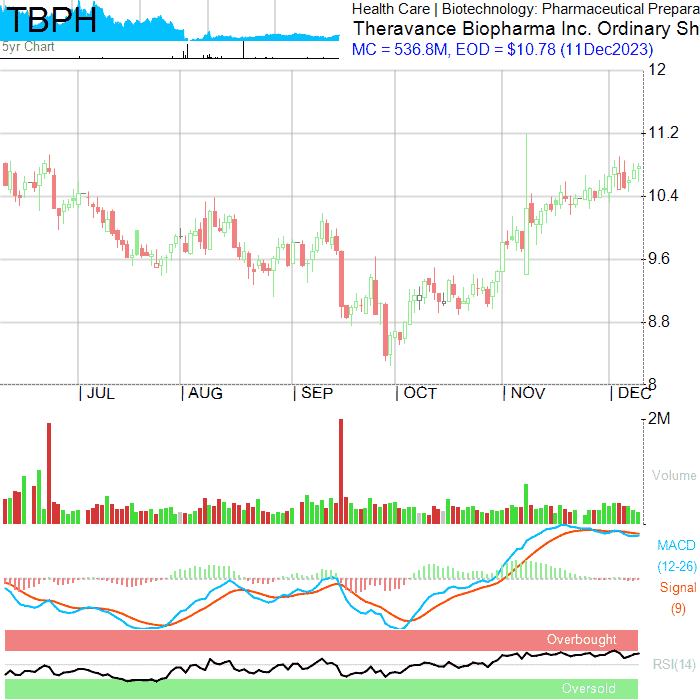 TBPH
5yr Chart
Health Care | Biotechnology: Pharmaceutical Prepara
Theravance Biopharma Inc. Ordinary Sh
MC = 536.8M, EOD = $10.78 (11Dec2023)
12
11.2
10.4
9.6
8.8
8
| JUL | AUG | SEP | OCT | NOV | DEC
2M
Volume
MACD
(12-26)
Signal
(9)
Overbought
RSI(14)
Oversold